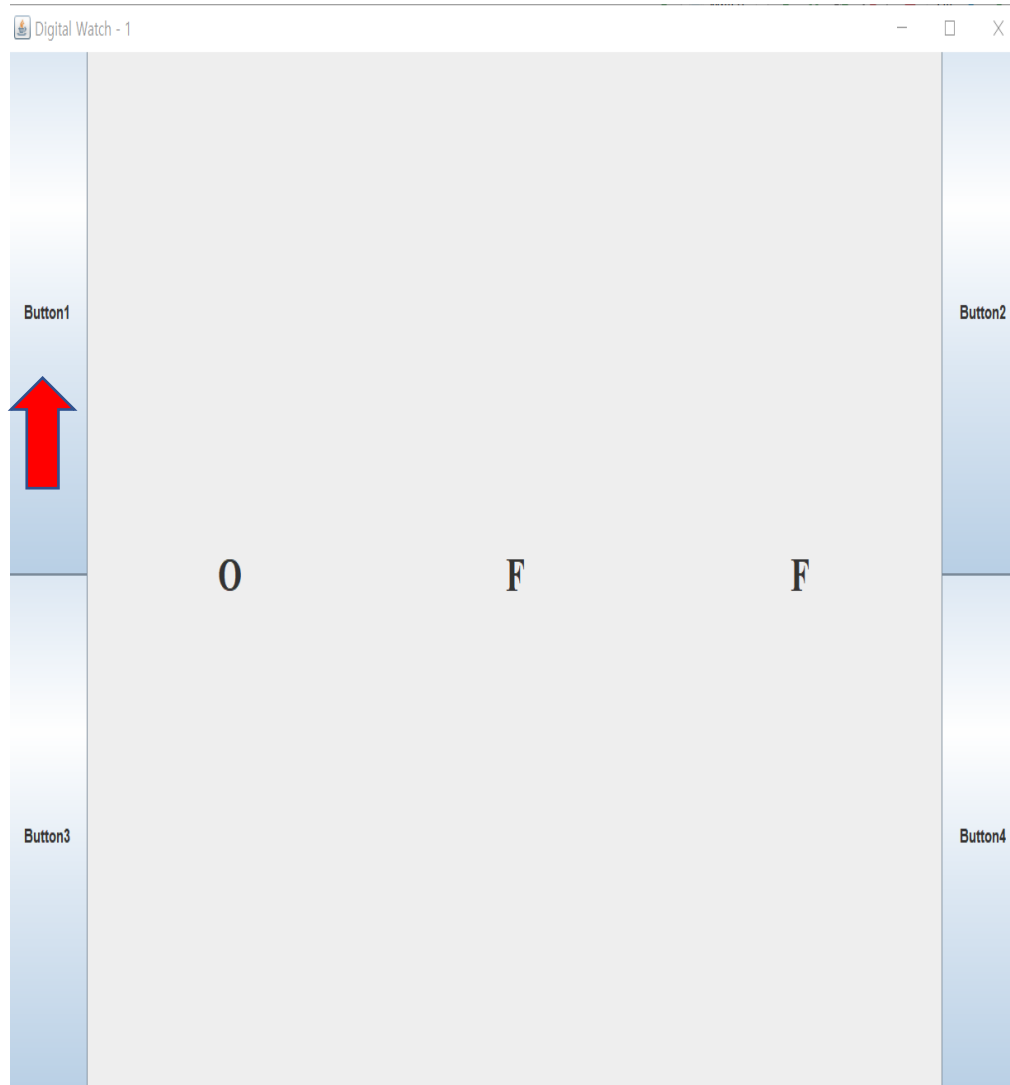 Digital Watch - 1
Button1
Button2
O F F
Button3
Button4